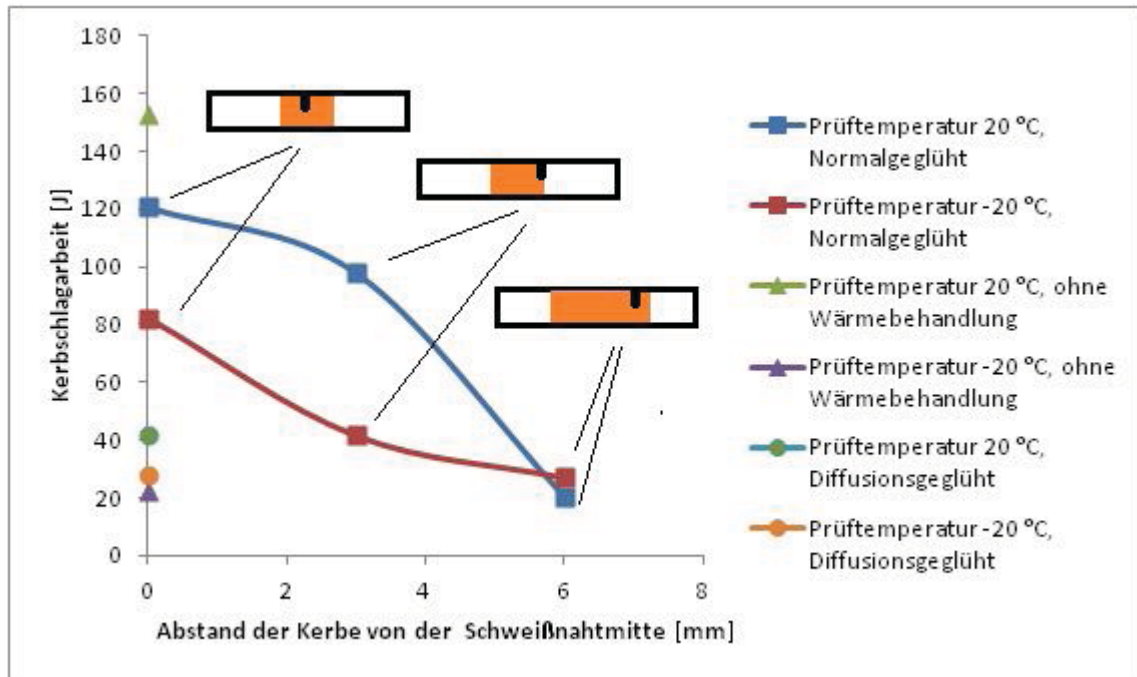 180
160
140
120
100
80
60
40
20
0
Kerbschlagarbeit [J]
0 2 4 6 8
Abstand der Kerbe von der Schweißnahtmitte [mm]
Prüftemperatur 20 °C,
Normalgeglüht
Prüftemperatur -20 °C,
Normalgeglüht
Prüftemperatur 20 °C, ohne
Wärmebehandlung
Prüftemperatur -20 °C, ohne
Wärmebehandlung
Prüftemperatur 20 °C,
Diffusionsgeglüht
Prüftemperatur -20 °C,
Diffusionsgeglüht